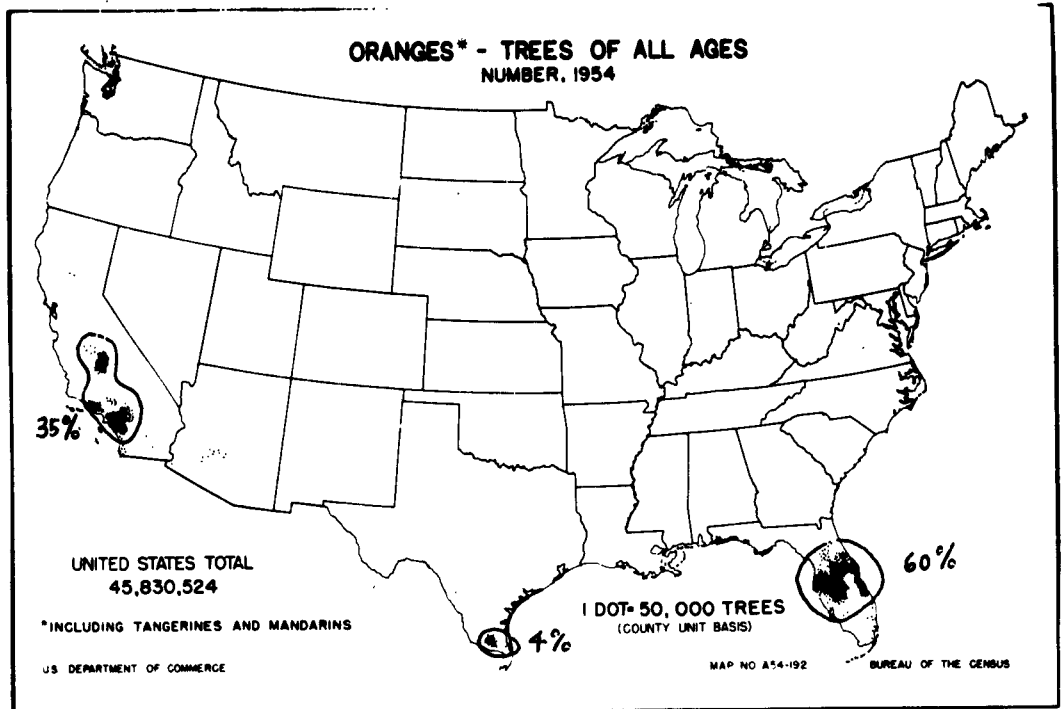 ORANGES* - TREES OF ALL AGES
NUMBER, 1954
35%
60%
UNITED STATES TOTAL
45,830,524
1 DOT= 50,000 TREES
(COUNTY UNIT BASIS)
*INCLUDING TANGERINES AND MANDARINS
4%
US DEPARTMENT OF COMMERCE
MAP NO A54-192
BUREAU OF THE CENSUS